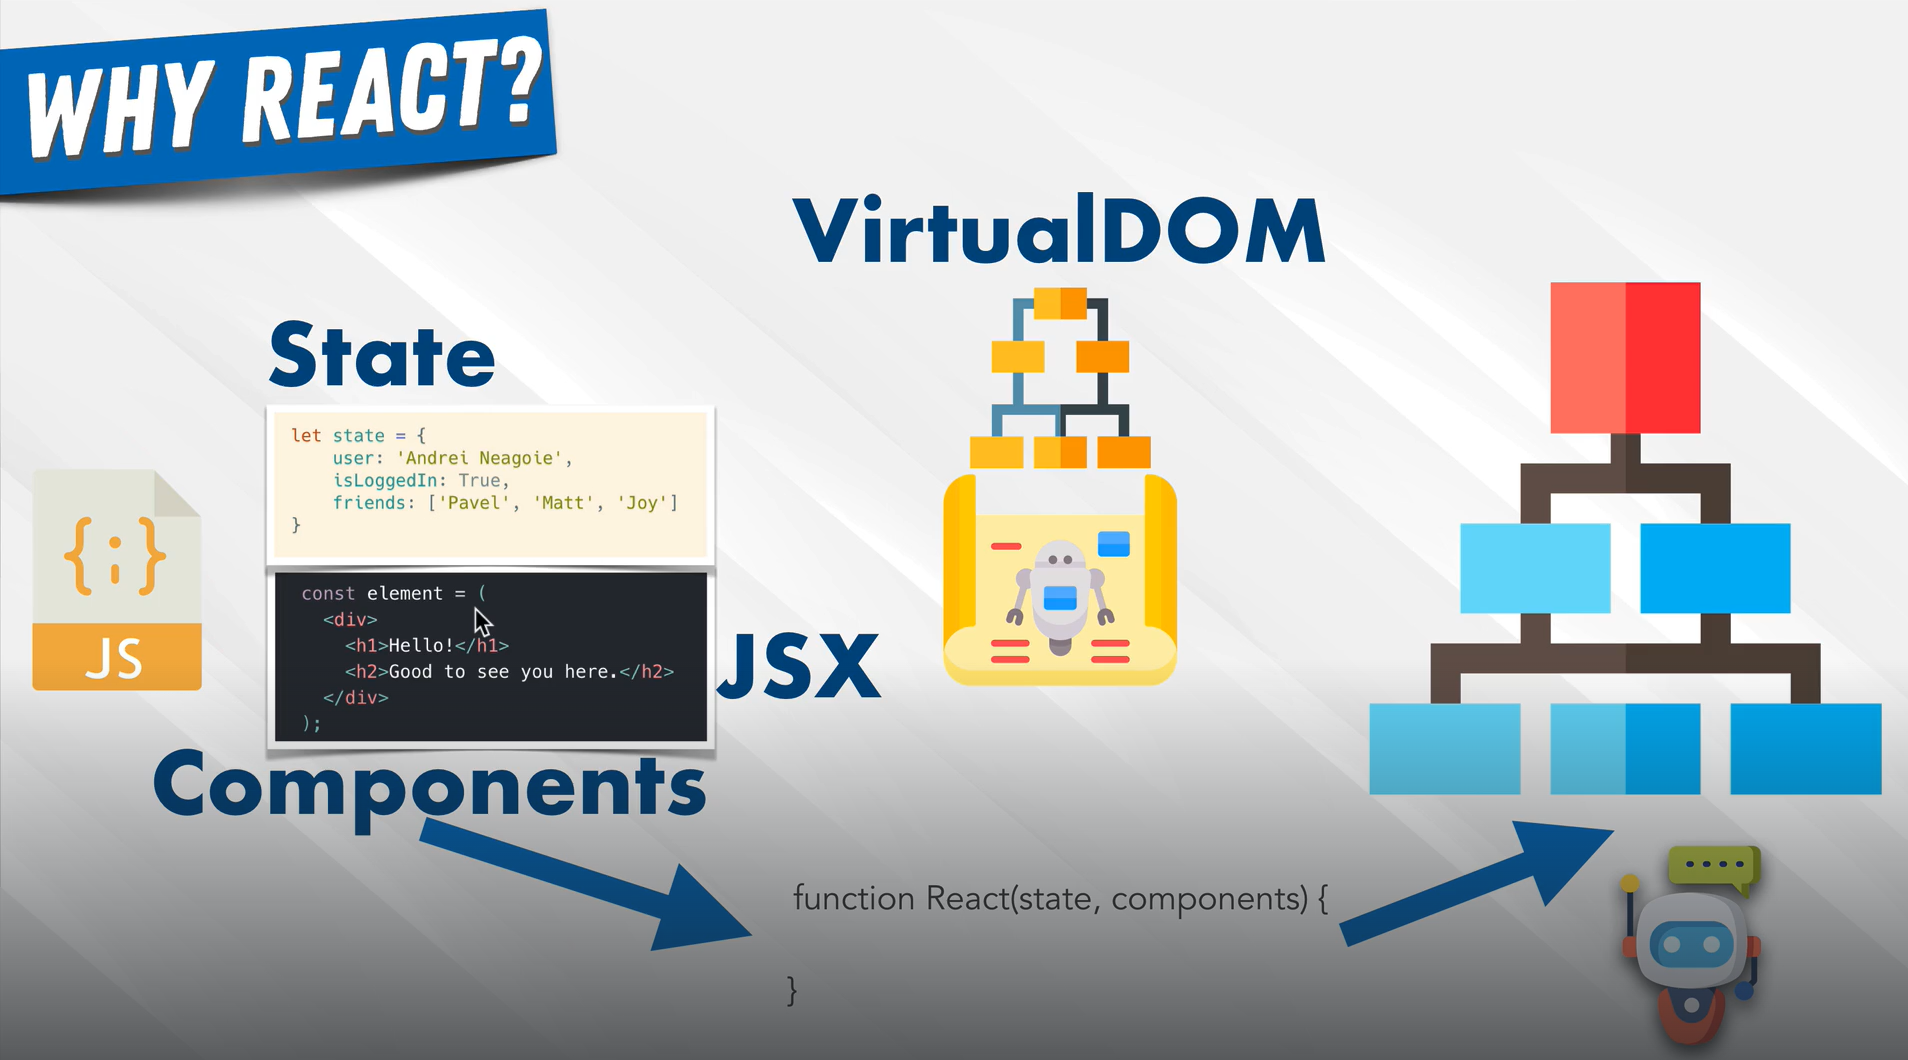 WHY REACT?
VirtualDOM
State
let state = {
    user: 'Andrei Neagoie',
    isLoggedIn: True,
    friends: ['Pavel', 'Matt', 'Joy']
}
{;}
JS
const element = (
  <div>
    <h1>Hello!</h1>
    <h2>Good to see you here.</h2>
  </div>
);
JSX
Components
function React(state, components) {
}